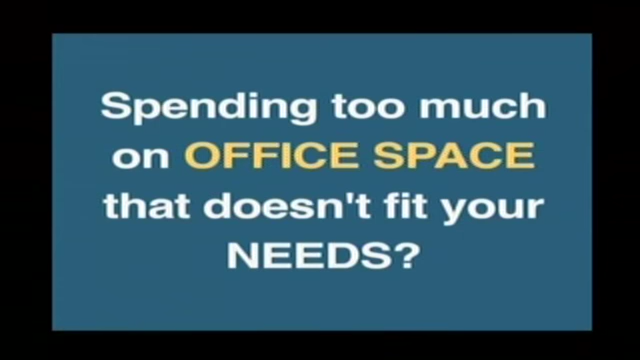 Spending too much
on OFFICE SPACE
that doesn't fit your
NEEDS?